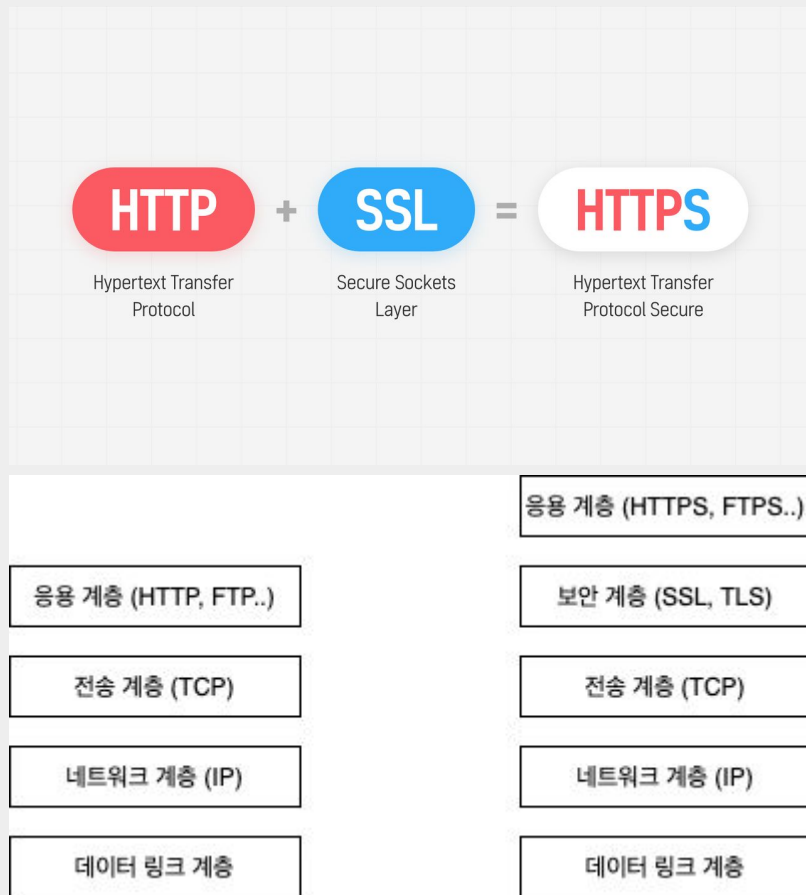 HTTP + SSL = HTTPS
Hypertext Transfer
Protocol
Secure Sockets
Layer
Hypertext Transfer
Protocol Secure
응용 계층 (HTTP, FTP..)
전송 계층 (TCP)
네트워크 계층 (IP)
데이터 링크 계층
응용 계층 (HTTPS, FTPS..)
보안 계층 (SSL, TLS)
전송 계층 (TCP)
네트워크 계층 (IP)
데이터 링크 계층